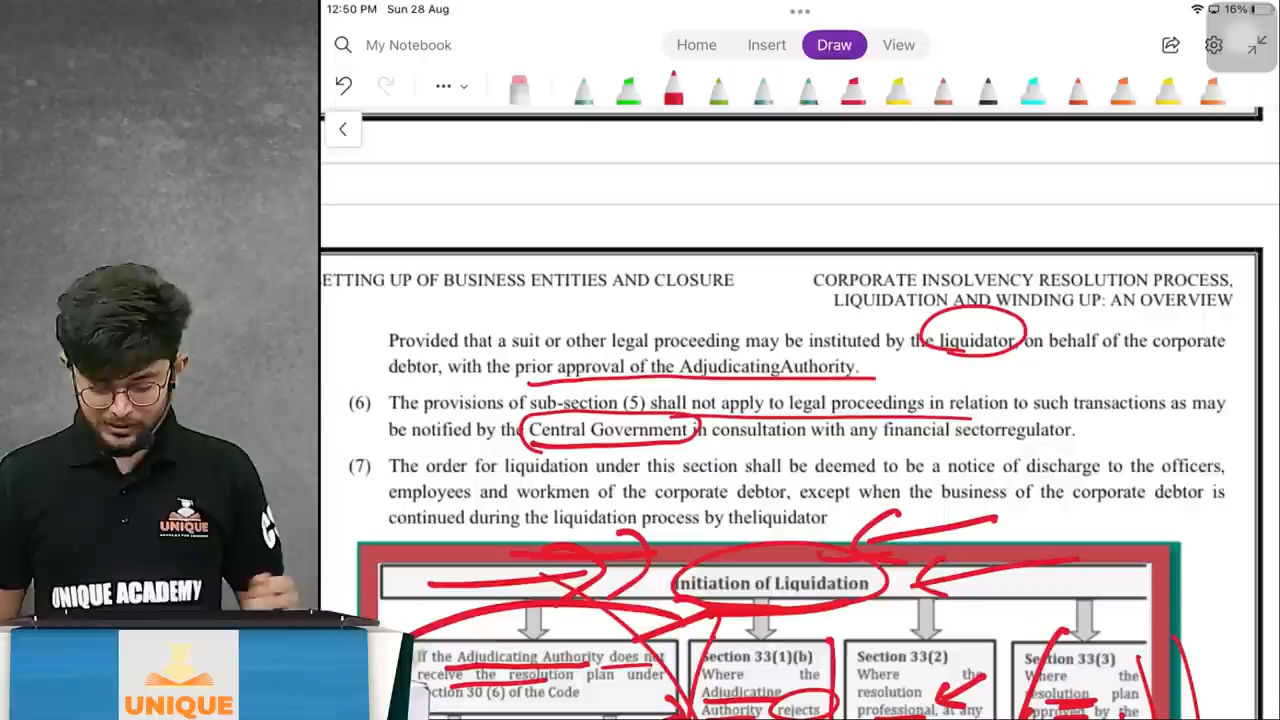 12:50 PM Sun 28 Aug
16%
My Notebook
Home Insert Draw View
ETTING UP OF BUSINESS ENTITIES AND CLOSURE
CORPORATE INSOLVENCY RESOLUTION PROCESS,
LIQUIDATION AND WINDING UP: AN OVERVIEW
Provided that a suit or other legal proceeding may be instituted by the liquidator, on behalf of the corporate
debtor, with the prior approval of the AdjudicatingAuthority.
(6) The provisions of sub-section (5) shall not apply to legal proceedings in relation to such transactions as may
be notified by the Central Government in consultation with any financial sectorregulator.
(7) The order for liquidation under this section shall be deemed to be a notice of discharge to the officers,
employees and workmen of the corporate debtor, except when the business of the corporate debtor is
continued during the liquidation process by theliquidator
Initiation of Liquidation
If the Adjudicating Authority does not
receive the resolution plan under
Section 30 (6) of the Code
Section 33(1)(b)
Where the
Adjudicating
Authority rejects
Section 33(2)
Where the
resolution
professional, at any
Section 33(3)
Where the
resolution plan
approved by the
UNIQUE
UNIQUE ACADEMY
UNIQUE